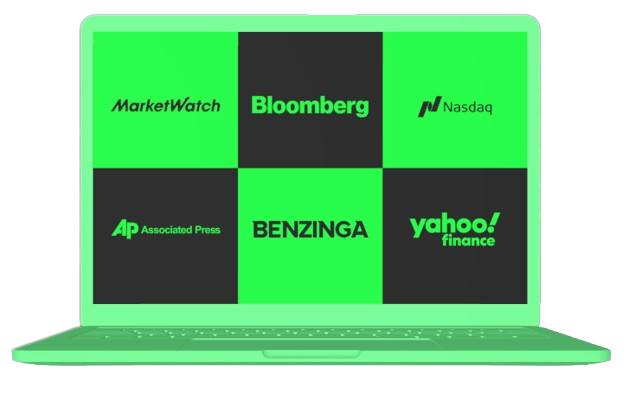 MarketWatch
Bloomberg
Nasdaq
AP Associated Press
BENZINGA
yahoo!
finance